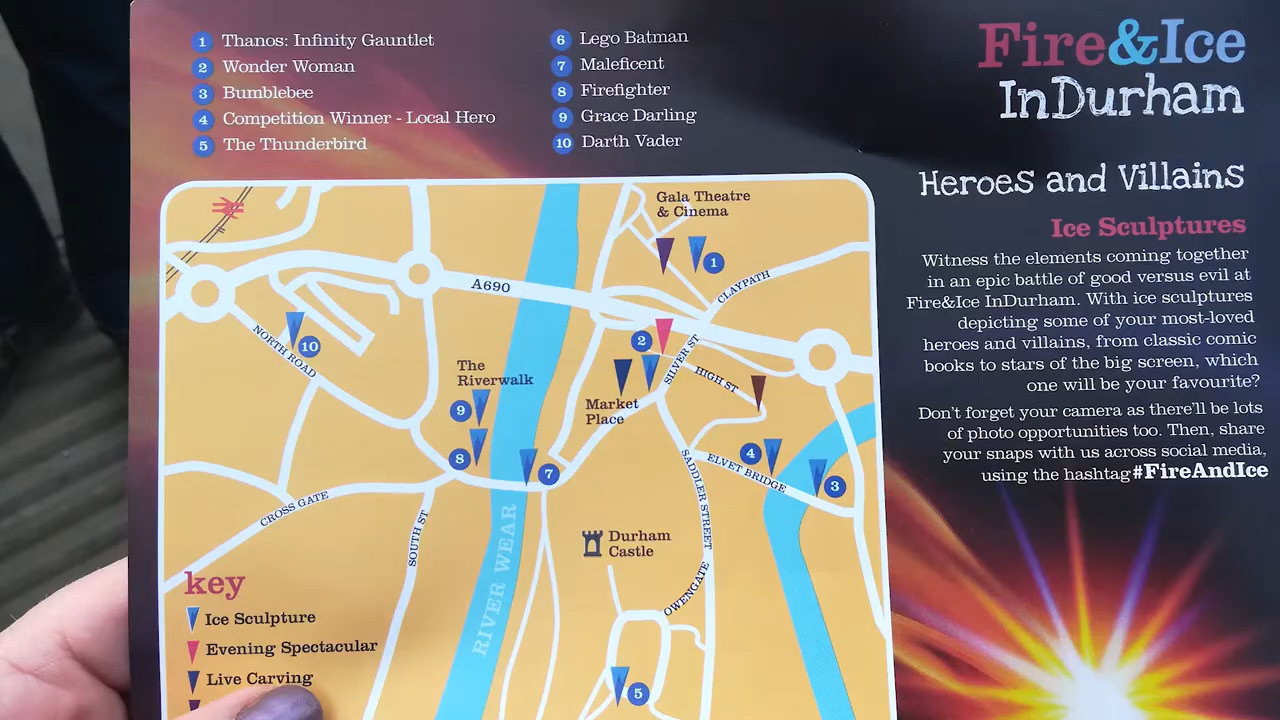 1 Thanos: Infinity Gauntlet
2 Wonder Woman
3 Bumblebee
4 Competition Winner - Local Hero
5 The Thunderbird
6 Lego Batman
7 Maleficent
8 Firefighter
9 Grace Darling
10 Darth Vader
Fire&Ice
InDurham
Heroes and Villains
Ice Sculptures
Witness the elements coming together
in an epic battle of good versus evil at
Fire&Ice InDurham. With ice sculptures
depicting some of your most-loved
heroes and villains, from classic comic
books to stars of the big screen, which
one will be your favourite?
Don't forget your camera as there'll be lots
of photo opportunities too. Then, share
your snaps with us across social media,
using the hashtag #FireAndIce
Gala Theatre
& Cinema
1
CLAYPATH
A690
NORTH ROAD
10
The
Riverwalk
9
8
2
SILVER ST
HIGH ST
Market
Place
7
4
ELVET BRIDGE
3
SADDLER STREET
CROSS GATE
SOUTH ST
RIVER WEAR
Durham
Castle
OWENGATE
5
key
Ice Sculpture
Evening Spectacular
Live Carving